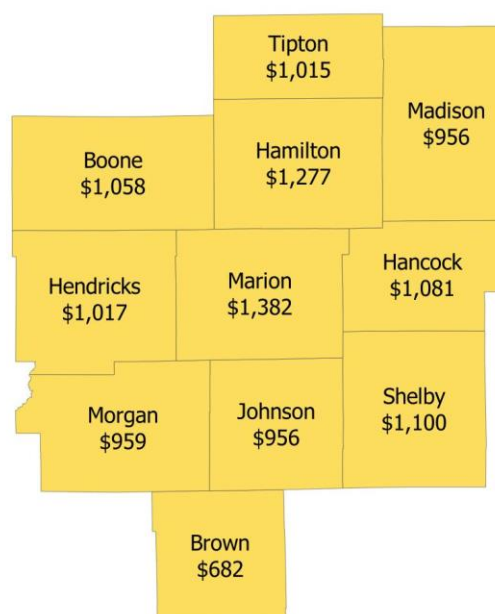 Tipton
$1,015
Madison
$956
Boone
$1,058
Hamilton
$1,277
Hendricks
$1,017
Marion
$1,382
Hancock
$1,081
Morgan
$959
Johnson
$956
Shelby
$1,100
Brown
$682